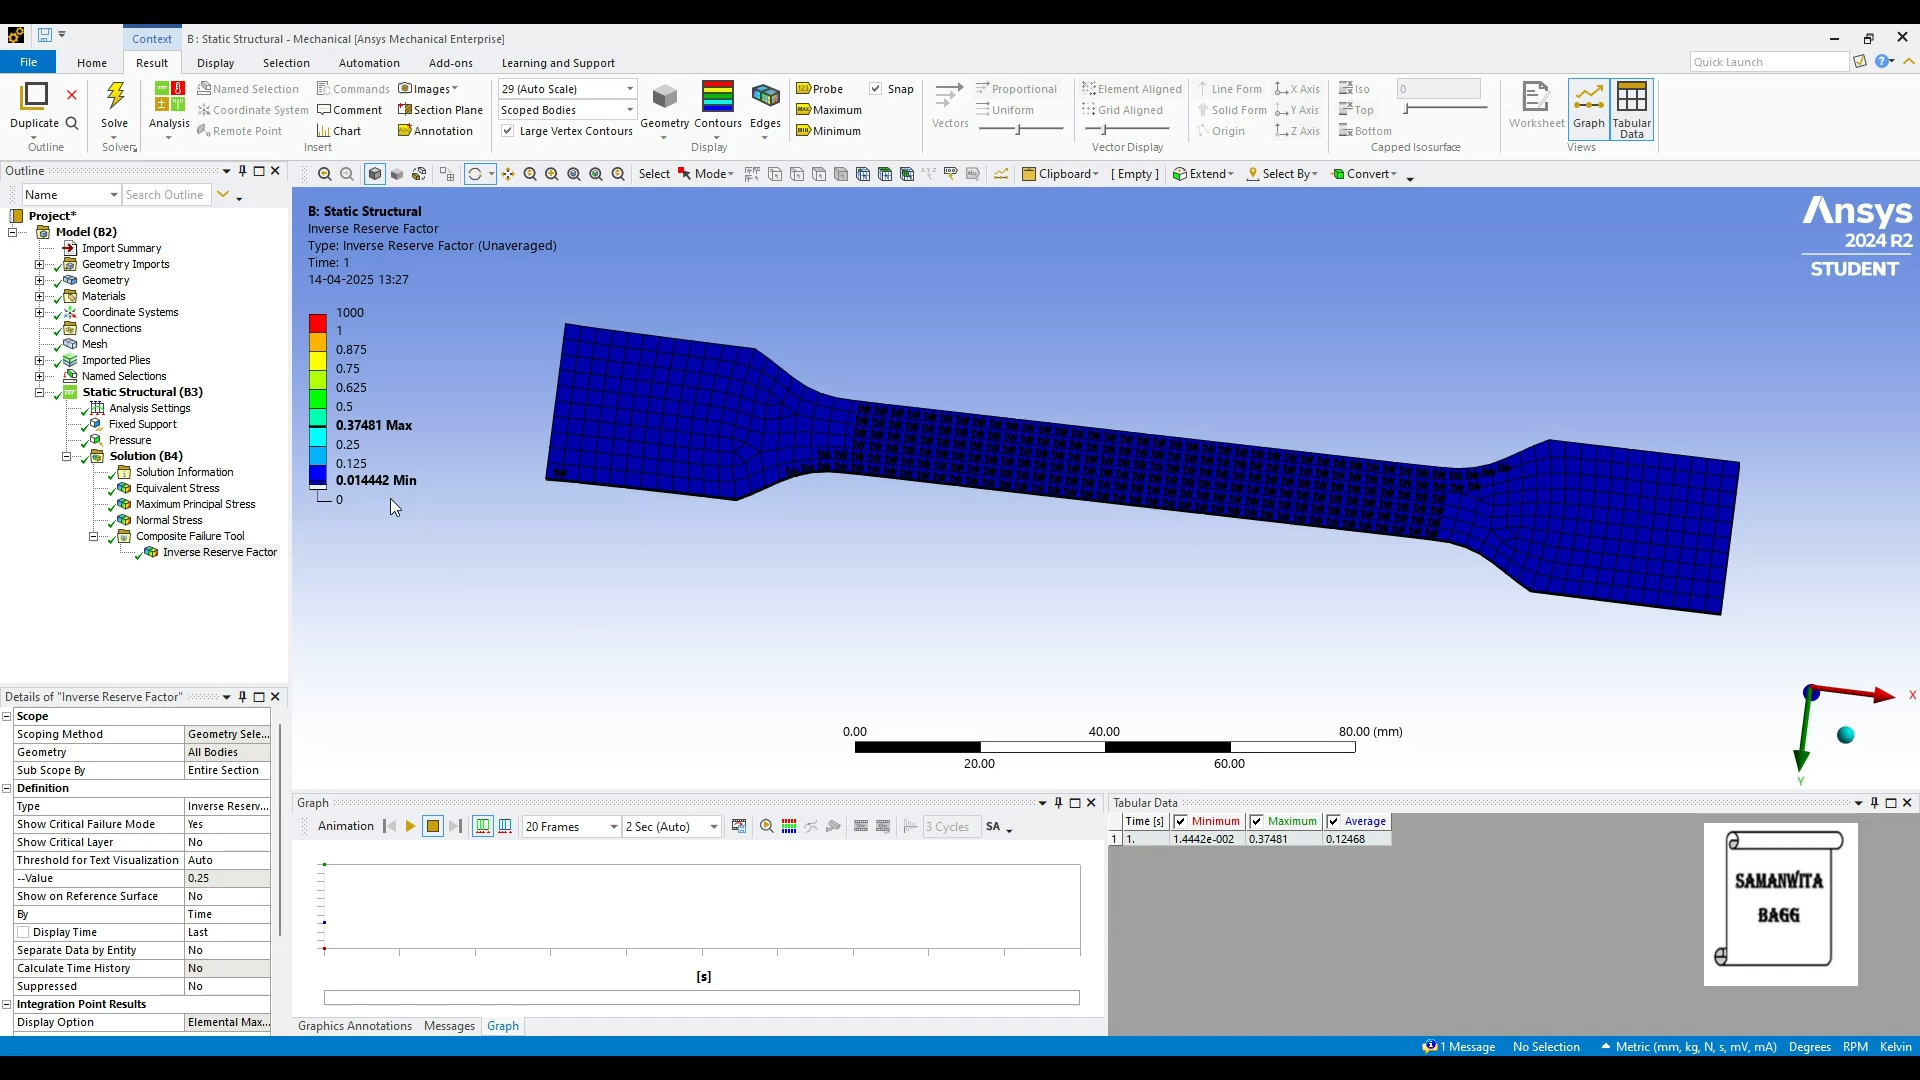 Context B : Static Structural - Mechanical [Ansys Mechanical Enterprise]
File Home Result Display Selection Automation Add-ons Learning and Support Quick Launch
Duplicate Solve Analysis
Outline Solver Insert
Named Selection Commands Images
Coordinate System Comment Section Plane
Remote Point Chart Annotation
29 (Auto Scale)
Scoped Bodies
Large Vertex Contours
Geometry Contours Edges
Display
Probe Snap
Maximum
Minimum
Vectors Proportional Element Aligned Line Form X Axis
Uniform Grid Aligned Solid Form Y Axis
Origin Z Axis
Vector Display
Iso 0
Top
Bottom
Capped Isosurface
Worksheet Graph Tabular Data
Views
Outline
Name Search Outline
Select Mode Clipboard [ Empty ] Extend Select By Convert
Project*
Model (B2)
Import Summary
Geometry Imports
Geometry
Materials
Coordinate Systems
Connections
Mesh
Imported Plies
Named Selections
Static Structural (B3)
Analysis Settings
Fixed Support
Pressure
Solution (B4)
Solution Information
Equivalent Stress
Maximum Principal Stress
Normal Stress
Composite Failure Tool
Inverse Reserve Factor
B: Static Structural
Inverse Reserve Factor
Type: Inverse Reserve Factor (Unaveraged)
Time: 1
14-04-2025 13:27
1000
1
0.875
0.75
0.625
0.5
0.37481 Max
0.25
0.125
0.014442 Min
0
Ansys
2024 R2
STUDENT
0.00 40.00 80.00 (mm)
20.00 60.00
X
Y
Details of "Inverse Reserve Factor"
Scope
Scoping Method Geometry Sele...
Geometry All Bodies
Sub Scope By Entire Section
Definition
Type Inverse Reserv...
Show Critical Failure Mode Yes
Show Critical Layer No
Threshold for Text Visualization Auto
--Value 0.25
Show on Reference Surface No
By Time
Display Time Last
Separate Data by Entity No
Calculate Time History No
Suppressed No
Integration Point Results
Display Option Elemental Max...
Graph
Animation 20 Frames 2 Sec (Auto) 3 Cycles SA
[s]
Graphics Annotations Messages Graph
Tabular Data
Time [s] Minimum Maximum Average
1 1. 1.4442e-002 0.37481 0.12468
SAMANWITA
BAGG
1 Message No Selection Metric (mm, kg, N, s, mV, mA) Degrees RPM Kelvin